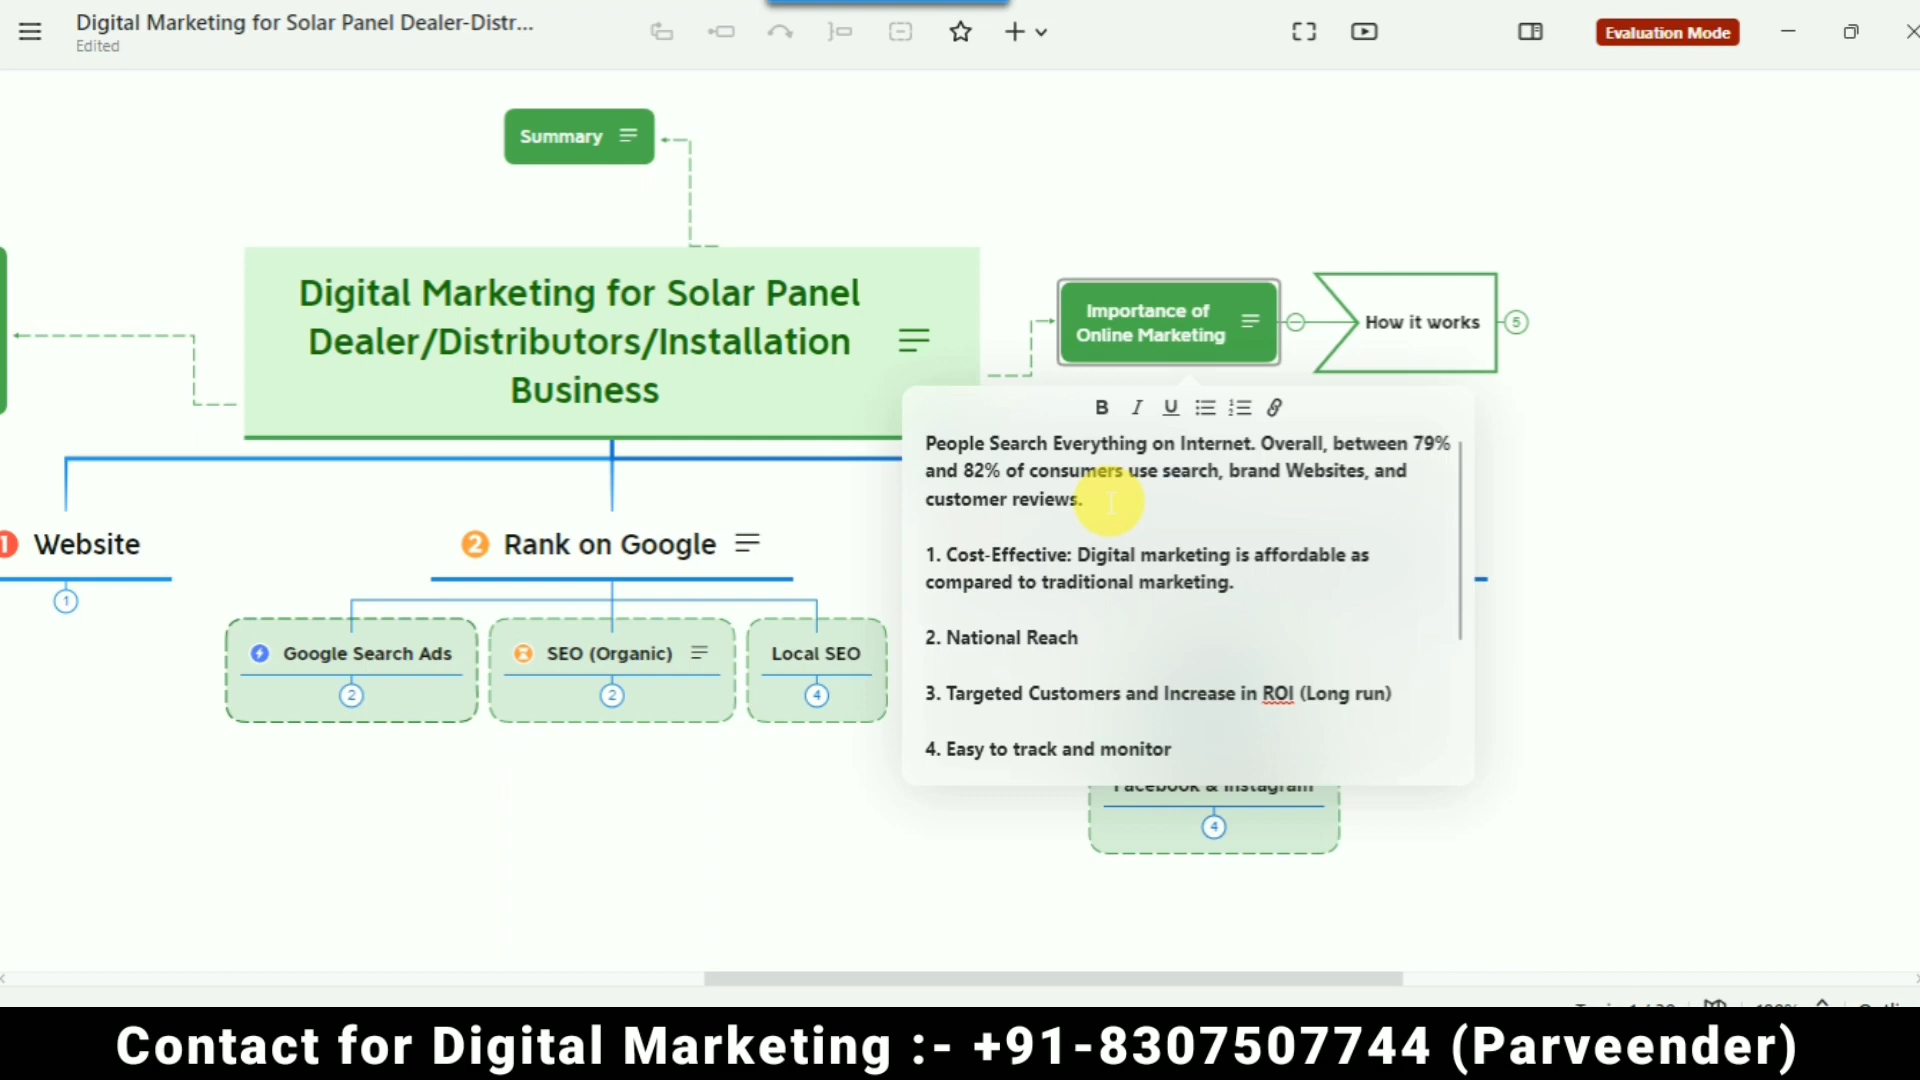 Digital Marketing for Solar Panel Dealer-Distr...
Edited
Evaluation Mode
Summary
Digital Marketing for Solar Panel
Dealer/Distributors/Installation
Business
Importance of
Online Marketing
How it works
5
People Search Everything on Internet. Overall, between 79%
and 82% of consumers use search, brand Websites, and
customer reviews.
1. Cost-Effective: Digital marketing is affordable as
compared to traditional marketing.
2. National Reach
3. Targeted Customers and Increase in ROI (Long run)
4. Easy to track and monitor
1 Website
1
2 Rank on Google
Google Search Ads
2
SEO (Organic)
2
Local SEO
4
Facebook & Instagram
4
Contact for Digital Marketing :- +91-8307507744 (Parveender)